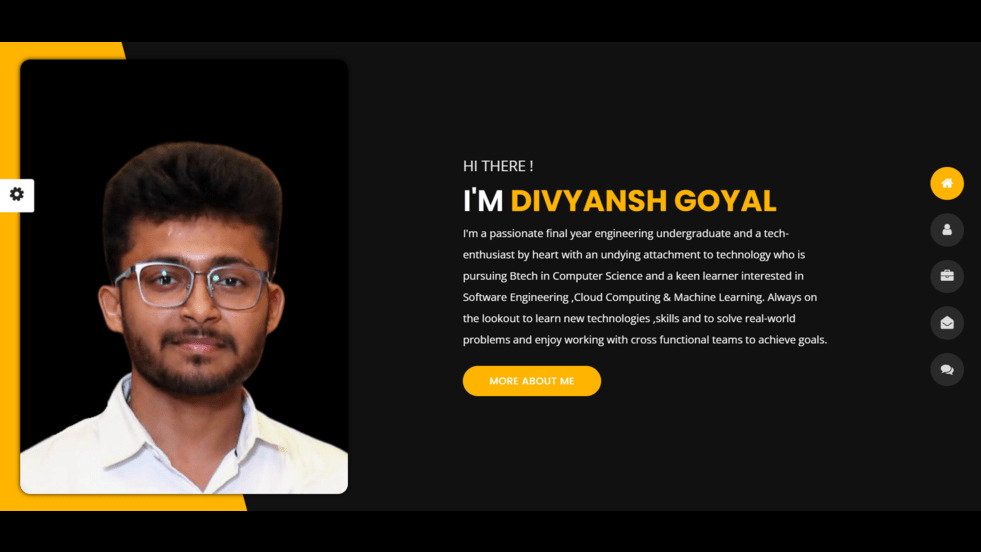 HI THERE !
I'M DIVYANSH GOYAL
I'm a passionate final year engineering undergraduate and a tech-
enthusiast by heart with an undying attachment to technology who is
pursuing Btech in Computer Science and a keen learner interested in
Software Engineering ,Cloud Computing & Machine Learning. Always on
the lookout to learn new technologies ,skills and to solve real-world
problems and enjoy working with cross functional teams to achieve goals.
MORE ABOUT ME